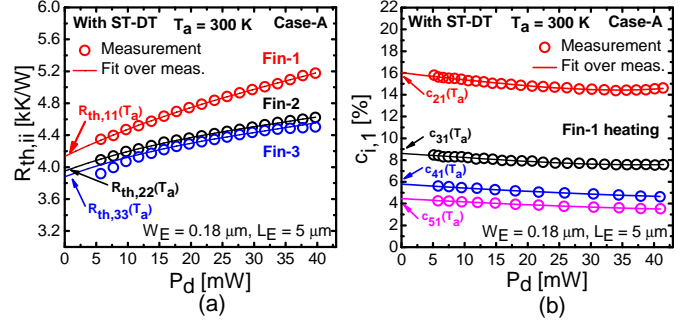 With ST-DT T_a = 300 K Case-A
6.0
5.6
5.2
4.8
4.4
4.0
3.6
3.2
R_th,ii [kK/W]
Measurement
Fit over meas.
Fin-1
Fin-2
Fin-3
R_th,11(T_a)
R_th,22(T_a)
R_th,33(T_a)
W_E = 0.18 μm, L_E = 5 μm
0 5 10 15 20 25 30 35 40
P_d [mW]
(a)
With ST-DT T_a = 300 K Case-A
22
20
18
16
14
12
10
8
6
4
2
0
c_i,1 [%]
Measurement
Fit over meas.
c_21(T_a)
Fin-1 heating
c_31(T_a)
c_41(T_a)
c_51(T_a)
W_E = 0.18 μm, L_E = 5 μm
0 5 10 15 20 25 30 35 40
P_d [mW]
(b)